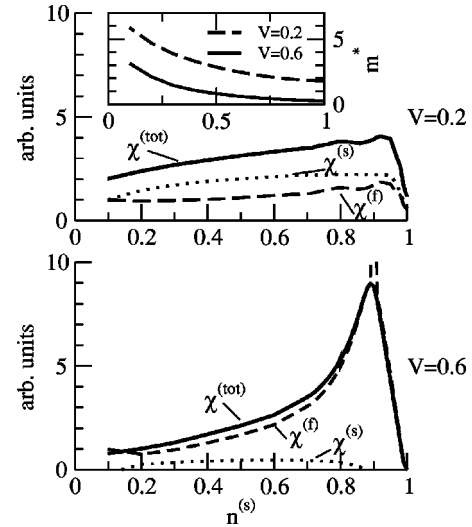 10
V=0.2
V=0.6
5
0
m*
0 0.5 1
arb. units
5
χ(tot)
χ(s)
χ(f)
V=0.2
0
0 0.2 0.4 0.6 0.8 1
10
arb. units
5
χ(tot)
χ(f)
χ(s)
V=0.6
0
0 0.2 0.4 0.6 0.8 1
n(s)